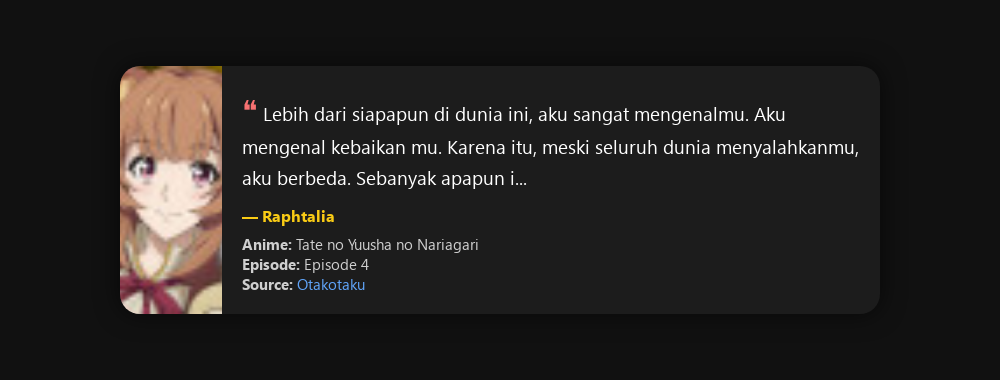 ❝ Lebih dari siapapun di dunia ini, aku sangat mengenalmu. Aku
mengenal kebaikan mu. Karena itu, meski seluruh dunia menyalahkanmu,
aku berbeda. Sebanyak apapun i...
— Raphtalia
Anime: Tate no Yuusha no Nariagari
Episode: Episode 4
Source: Otakotaku